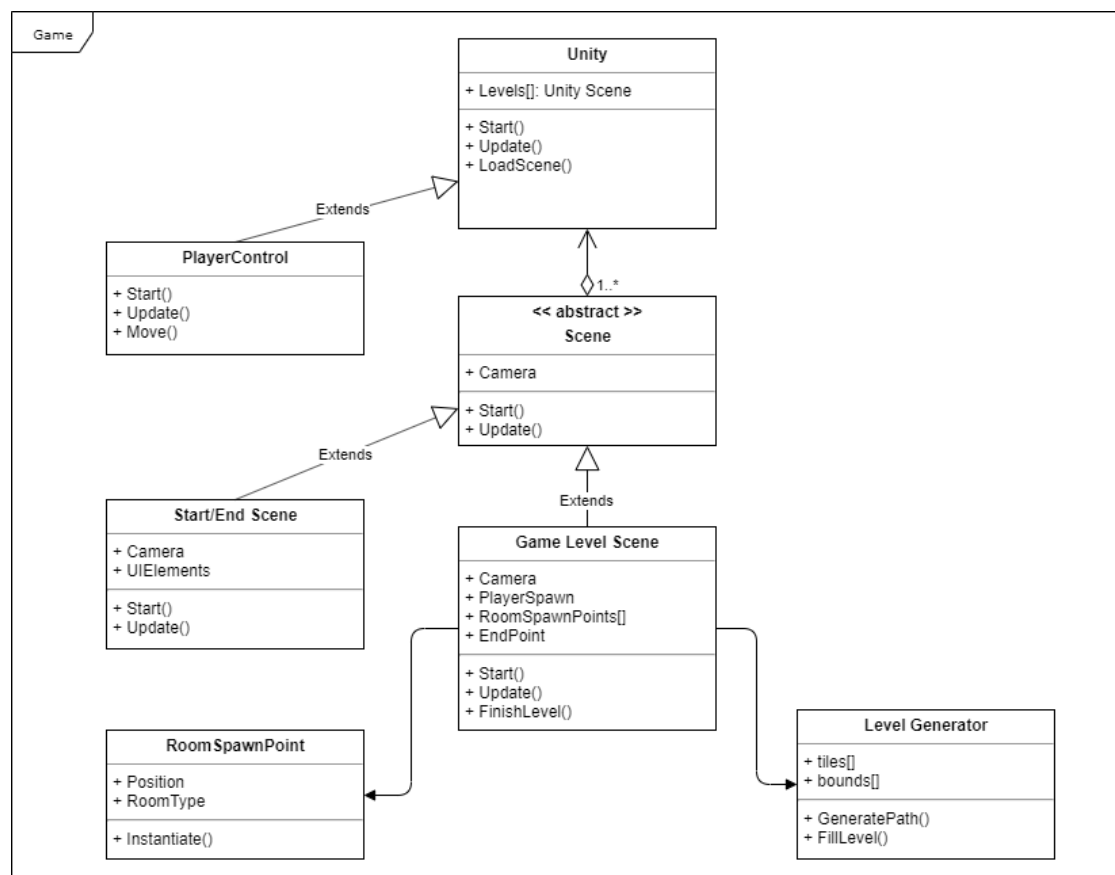 Game
Unity
+ Levels[]: Unity Scene
+ Start()
+ Update()
+ LoadScene()
Extends
PlayerControl
+ Start()
+ Update()
+ Move()
1..*
<< abstract >>
Scene
+ Camera
+ Start()
+ Update()
Extends
Extends
Start/End Scene
+ Camera
+ UIElements
+ Start()
+ Update()
Game Level Scene
+ Camera
+ PlayerSpawn
+ RoomSpawnPoints[]
+ EndPoint
+ Start()
+ Update()
+ FinishLevel()
RoomSpawnPoint
+ Position
+ RoomType
+ Instantiate()
Level Generator
+ tiles[]
+ bounds[]
+ GeneratePath()
+ FillLevel()